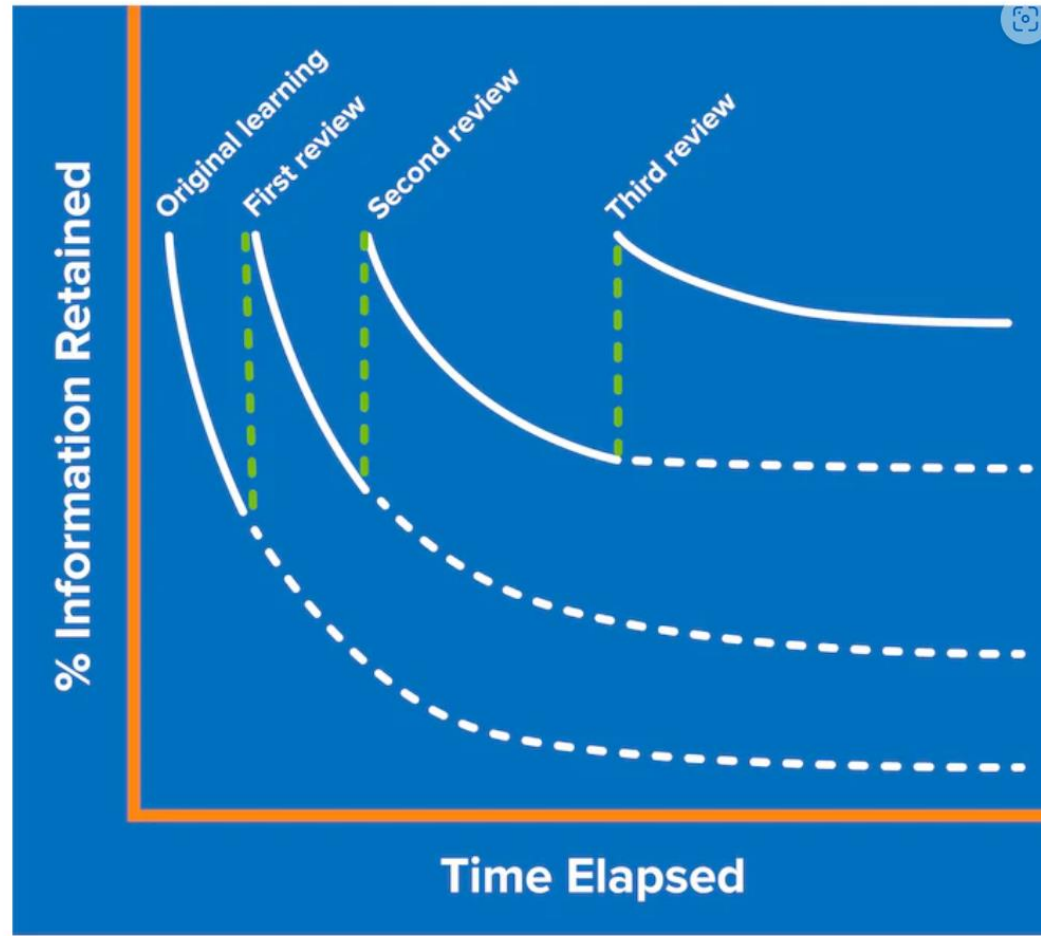 Original learning
First review
Second review
Third review
% Information Retained
Time Elapsed